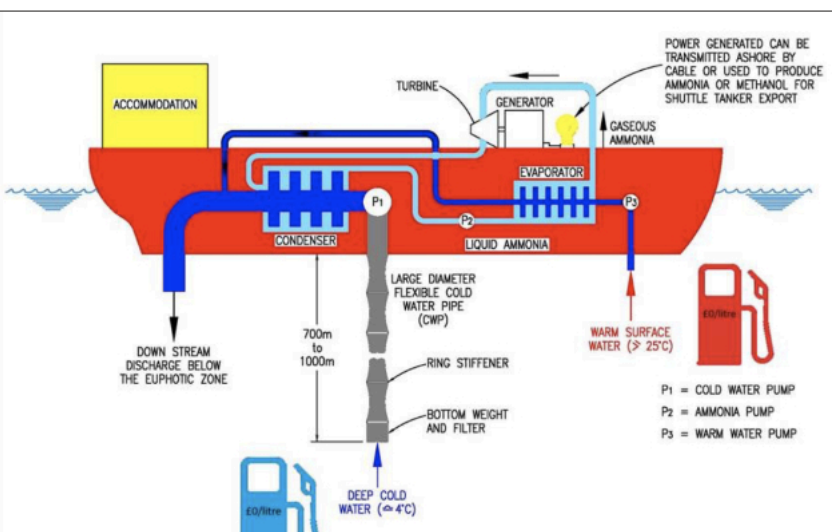 POWER GENERATED CAN BE
TRANSMITTED ASHORE BY
CABLE OR USED TO PRODUCE
AMMONIA OR METHANOL FOR
SHUTTLE TANKER EXPORT
ACCOMMODATION
TURBINE
GENERATOR
GASEOUS
AMMONIA
EVAPORATOR
P1
P2
P3
CONDENSER
LIQUID AMMONIA
LARGE DIAMETER
FLEXIBLE COLD
WATER PIPE
(CWP)
700m
to
1000m
DOWN STREAM
DISCHARGE BELOW
THE EUPHOTIC ZONE
RING STIFFENER
BOTTOM WEIGHT
AND FILTER
WARM SURFACE
WATER (⩾ 25°C)
£0/litre
P1 = COLD WATER PUMP
P2 = AMMONIA PUMP
P3 = WARM WATER PUMP
£0/litre
DEEP COLD
WATER (≏ 4°C)